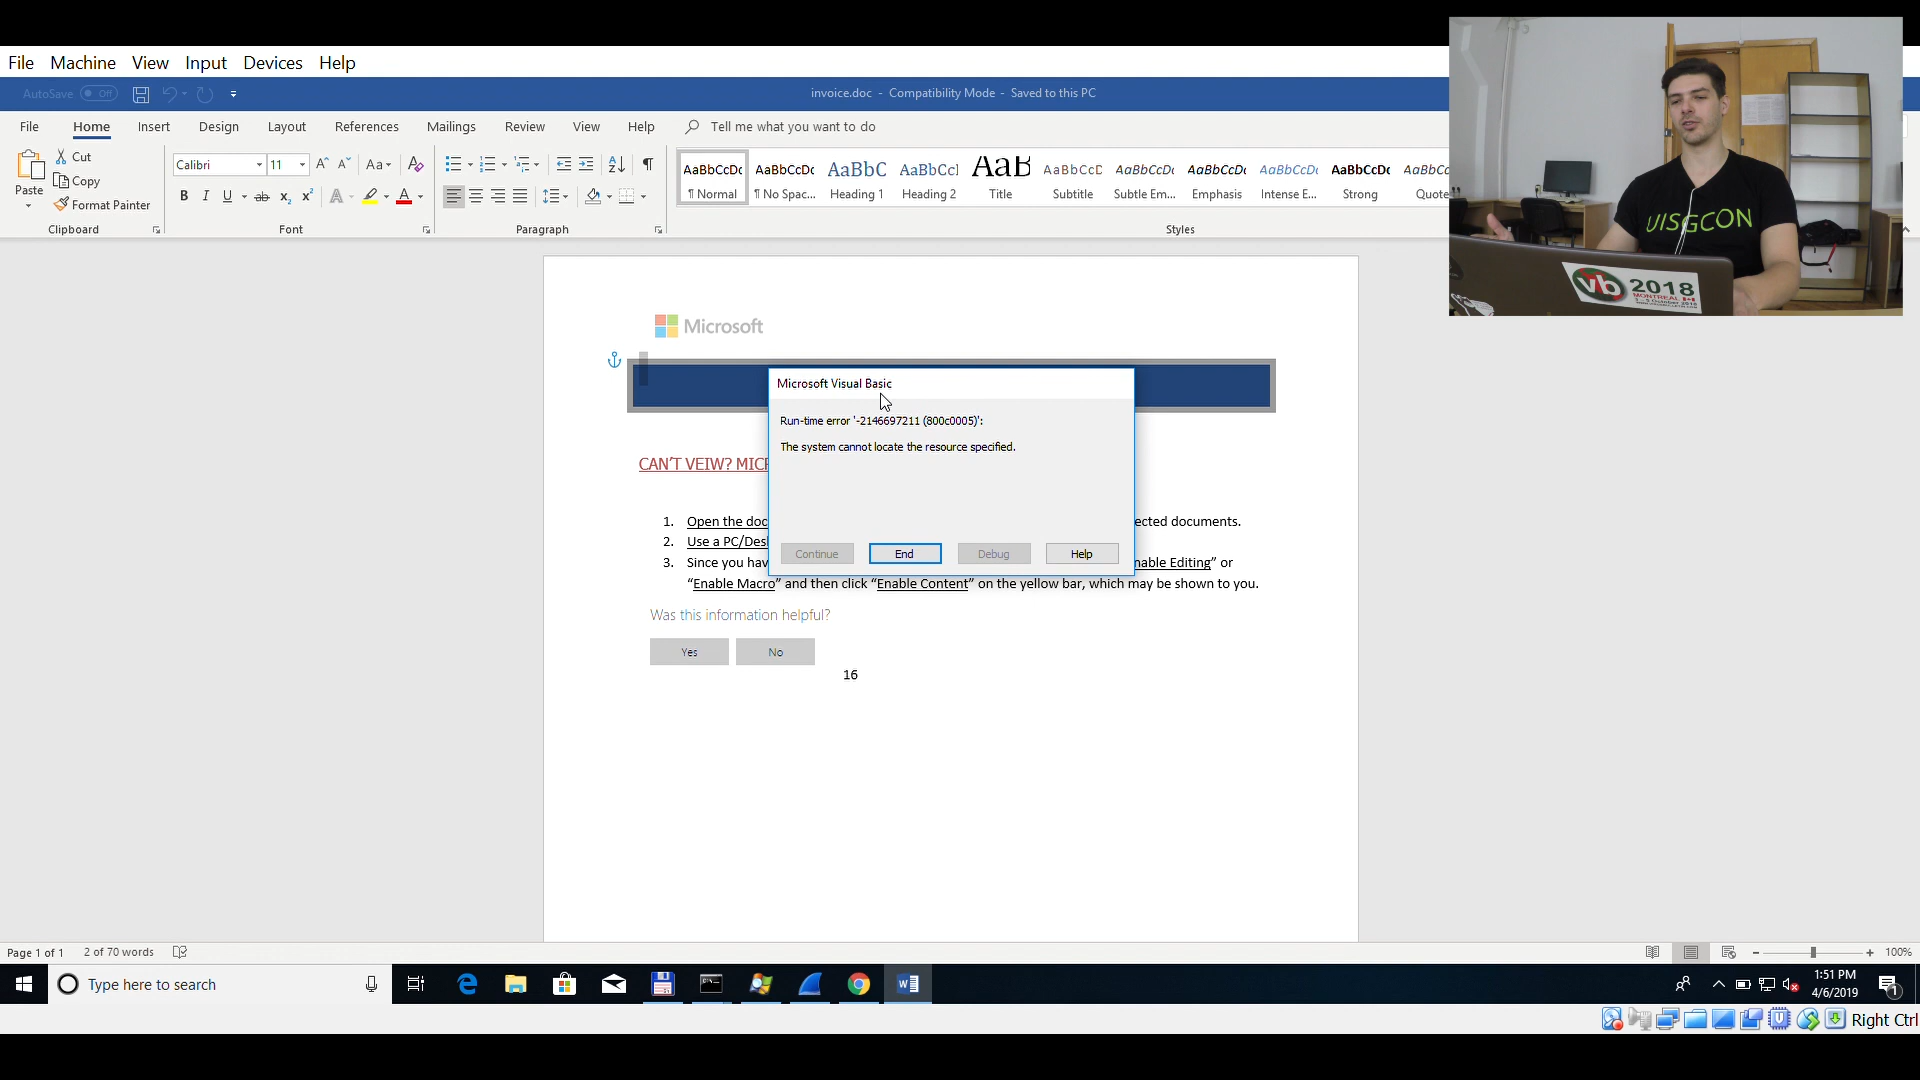 File Machine View Input Devices Help
AutoSave Off
invoice.doc - Compatibility Mode - Saved to this PC
File Home Insert Design Layout References Mailings Review View Help Tell me what you want to do
Paste
Cut
Copy
Format Painter
Clipboard
Calibri 11
Font
Paragraph
AaBbCcDc AaBbCcDc AaBbC AaBbCcI AaB AaBbCcD AaBbCcDc AaBbCcDc AaBbCcDc AaBbCcDc AaBbCc
¶ Normal ¶ No Spac... Heading 1 Heading 2 Title Subtitle Subtle Em... Emphasis Intense E... Strong Quote
Styles
UISGCON
vb 2018
MONTREAL
Microsoft
Microsoft Visual Basic
Run-time error '-2146697211 (800c0005)':
The system cannot locate the resource specified.
Continue End Debug Help
CAN'T VEIW? MICR
1. Open the doc
ected documents.
2. Use a PC/Desk
3. Since you hav
nable Editing" or
"Enable Macro" and then click "Enable Content" on the yellow bar, which may be shown to you.
Was this information helpful?
Yes No
16
Page 1 of 1 2 of 70 words
100%
Type here to search
1:51 PM
4/6/2019
1
Right Ctrl